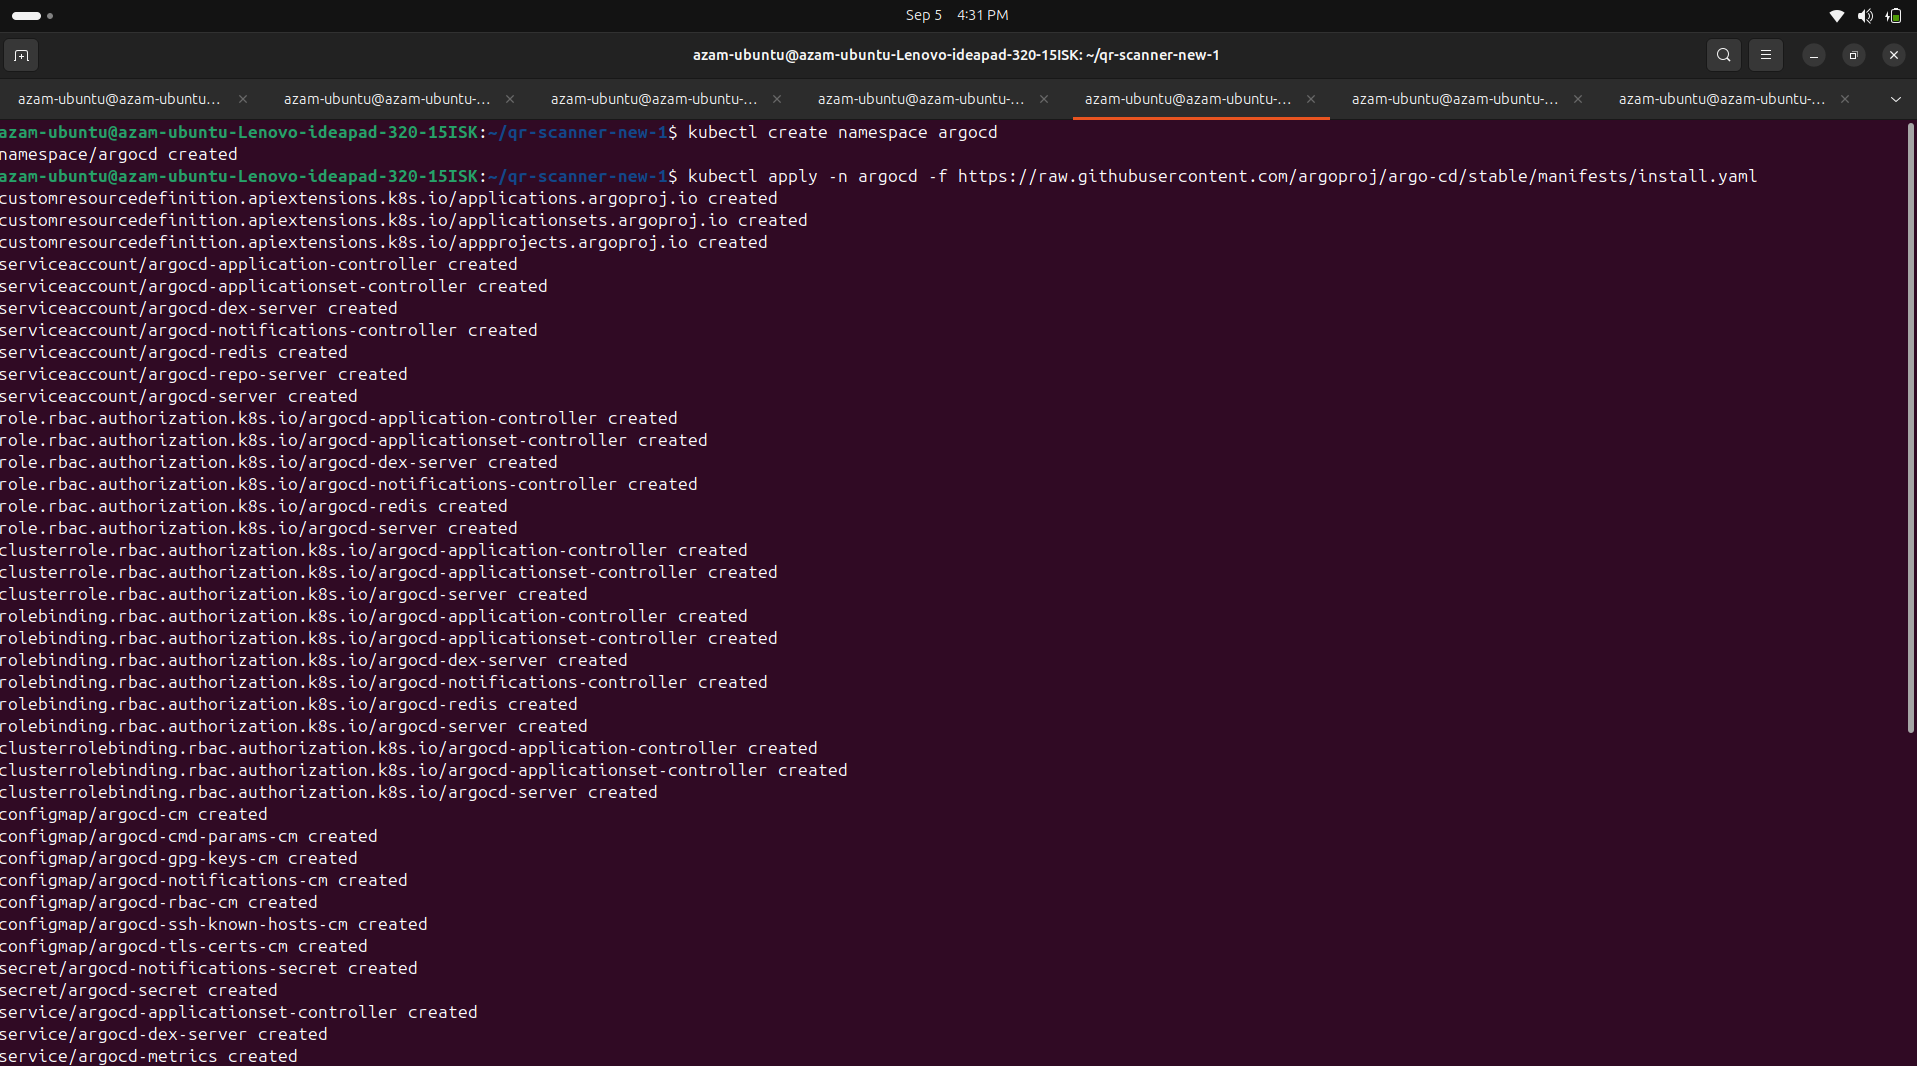 Sep 5 4:31 PM
azam-ubuntu@azam-ubuntu-Lenovo-ideapad-320-15ISK: ~/qr-scanner-new-1
azam-ubuntu@azam-ubuntu... azam-ubuntu@azam-ubuntu-... azam-ubuntu@azam-ubuntu-... azam-ubuntu@azam-ubuntu-... azam-ubuntu@azam-ubuntu-... azam-ubuntu@azam-ubuntu-... azam-ubuntu@azam-ubuntu-...
azam-ubuntu@azam-ubuntu-Lenovo-ideapad-320-15ISK:~/qr-scanner-new-1$ kubectl create namespace argocd
namespace/argocd created
azam-ubuntu@azam-ubuntu-Lenovo-ideapad-320-15ISK:~/qr-scanner-new-1$ kubectl apply -n argocd -f https://raw.githubusercontent.com/argoproj/argo-cd/stable/manifests/install.yaml
customresourcedefinition.apiextensions.k8s.io/applications.argoproj.io created
customresourcedefinition.apiextensions.k8s.io/applicationsets.argoproj.io created
customresourcedefinition.apiextensions.k8s.io/appprojects.argoproj.io created
serviceaccount/argocd-application-controller created
serviceaccount/argocd-applicationset-controller created
serviceaccount/argocd-dex-server created
serviceaccount/argocd-notifications-controller created
serviceaccount/argocd-redis created
serviceaccount/argocd-repo-server created
serviceaccount/argocd-server created
role.rbac.authorization.k8s.io/argocd-application-controller created
role.rbac.authorization.k8s.io/argocd-applicationset-controller created
role.rbac.authorization.k8s.io/argocd-dex-server created
role.rbac.authorization.k8s.io/argocd-notifications-controller created
role.rbac.authorization.k8s.io/argocd-redis created
role.rbac.authorization.k8s.io/argocd-server created
clusterrole.rbac.authorization.k8s.io/argocd-application-controller created
clusterrole.rbac.authorization.k8s.io/argocd-applicationset-controller created
clusterrole.rbac.authorization.k8s.io/argocd-server created
rolebinding.rbac.authorization.k8s.io/argocd-application-controller created
rolebinding.rbac.authorization.k8s.io/argocd-applicationset-controller created
rolebinding.rbac.authorization.k8s.io/argocd-dex-server created
rolebinding.rbac.authorization.k8s.io/argocd-notifications-controller created
rolebinding.rbac.authorization.k8s.io/argocd-redis created
rolebinding.rbac.authorization.k8s.io/argocd-server created
clusterrolebinding.rbac.authorization.k8s.io/argocd-application-controller created
clusterrolebinding.rbac.authorization.k8s.io/argocd-applicationset-controller created
clusterrolebinding.rbac.authorization.k8s.io/argocd-server created
configmap/argocd-cm created
configmap/argocd-cmd-params-cm created
configmap/argocd-gpg-keys-cm created
configmap/argocd-notifications-cm created
configmap/argocd-rbac-cm created
configmap/argocd-ssh-known-hosts-cm created
configmap/argocd-tls-certs-cm created
secret/argocd-notifications-secret created
secret/argocd-secret created
service/argocd-applicationset-controller created
service/argocd-dex-server created
service/argocd-metrics created